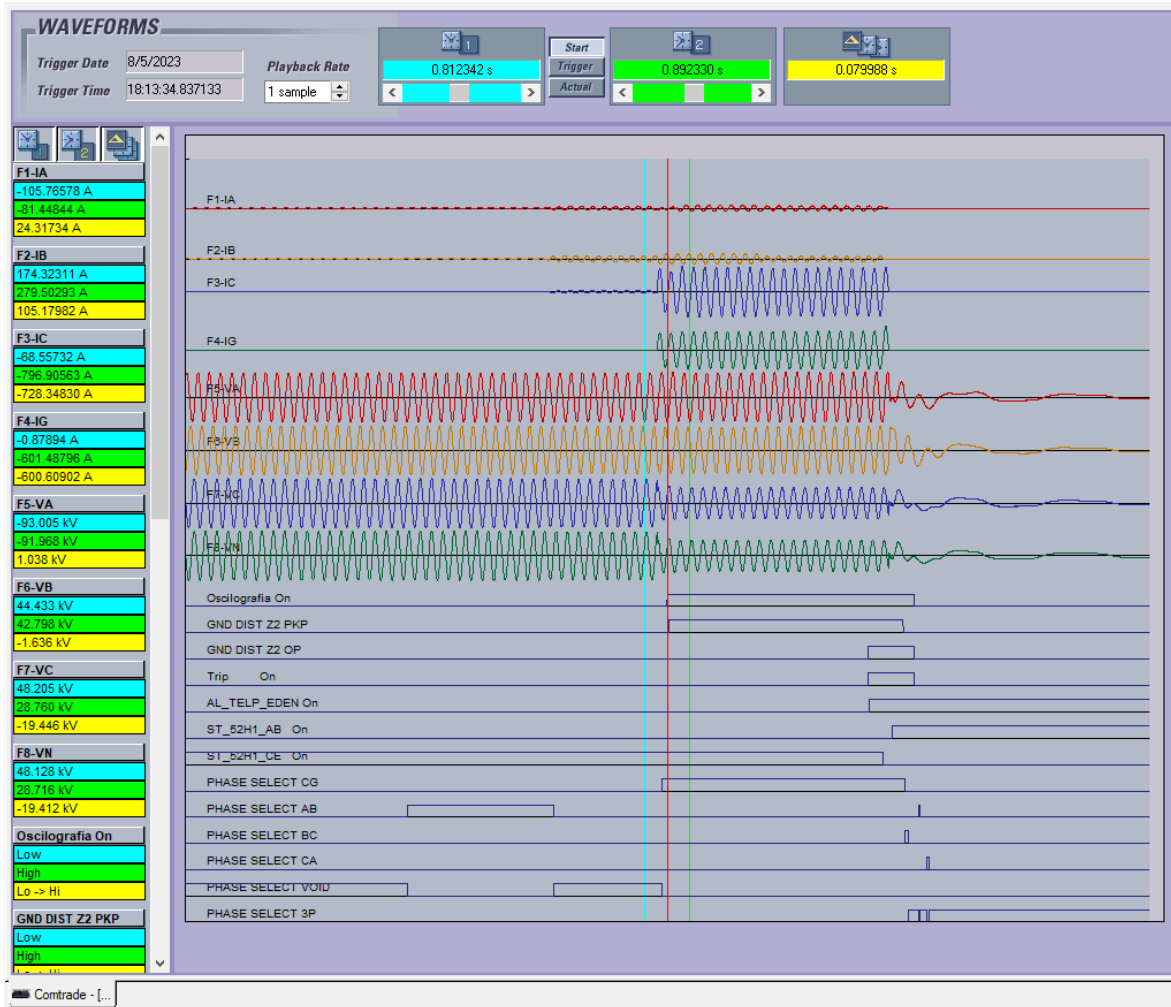 WAVEFORMS
Trigger Date 8/5/2023
Trigger Time 18:13:34.837133
Playback Rate
1 sample
1
0.812342 s
Start
Trigger
Actual
2
0.892330 s
0.079988 s
1 2
F1-IA
-105.76578 A
-81.44844 A
24.31734 A
F2-IB
174.32311 A
279.50293 A
105.17982 A
F3-IC
-68.55732 A
-796.90563 A
-728.34830 A
F4-IG
-0.87894 A
-601.48796 A
-600.60902 A
F5-VA
-93.005 kV
-91.968 kV
1.038 kV
F6-VB
44.433 kV
42.798 kV
-1.636 kV
F7-VC
48.205 kV
28.760 kV
-19.446 kV
F8-VN
48.128 kV
28.716 kV
-19.412 kV
Oscilografia On
Low
High
Lo -> Hi
GND DIST Z2 PKP
Low
High
F1-IA
F2-IB
F3-IC
F4-IG
F5-VA
F6-VB
F7-VC
F8-VN
Oscilografia On
GND DIST Z2 PKP
GND DIST Z2 OP
Trip On
AL_TELP_EDEN On
ST_52H1_AB On
ST_52H1_CE On
PHASE SELECT CG
PHASE SELECT AB
PHASE SELECT BC
PHASE SELECT CA
PHASE SELECT VOID
PHASE SELECT 3P
Comtrade - [...